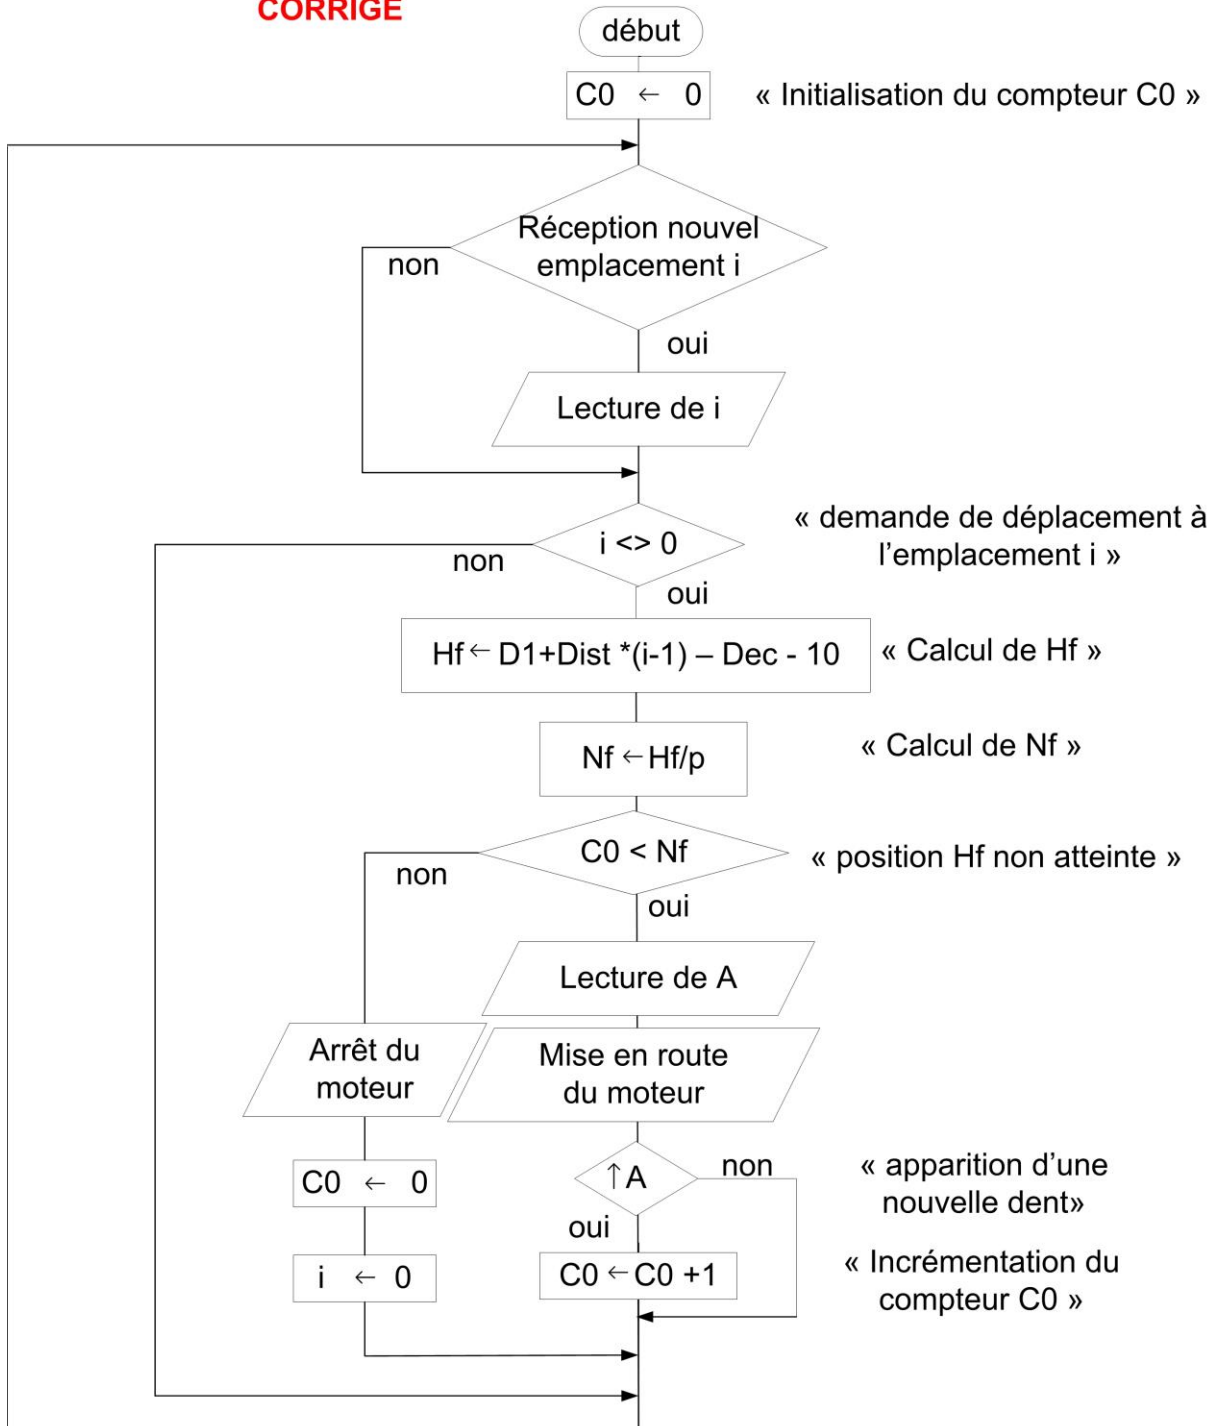 CORRIGE
début
C0 ← 0
« Initialisation du compteur C0 »
Réception nouvel
emplacement i
non
oui
Lecture de i
i <> 0
« demande de déplacement à
l'emplacement i »
non
oui
Hf ← D1+Dist *(i-1) – Dec - 10
« Calcul de Hf »
Nf ← Hf/p
« Calcul de Nf »
C0 < Nf
« position Hf non atteinte »
non
oui
Lecture de A
Arrêt du
moteur
Mise en route
du moteur
C0 ← 0
↑ A
non
« apparition d'une
nouvelle dent»
oui
i ← 0
C0 ← C0 +1
« Incrémentation du
compteur C0 »